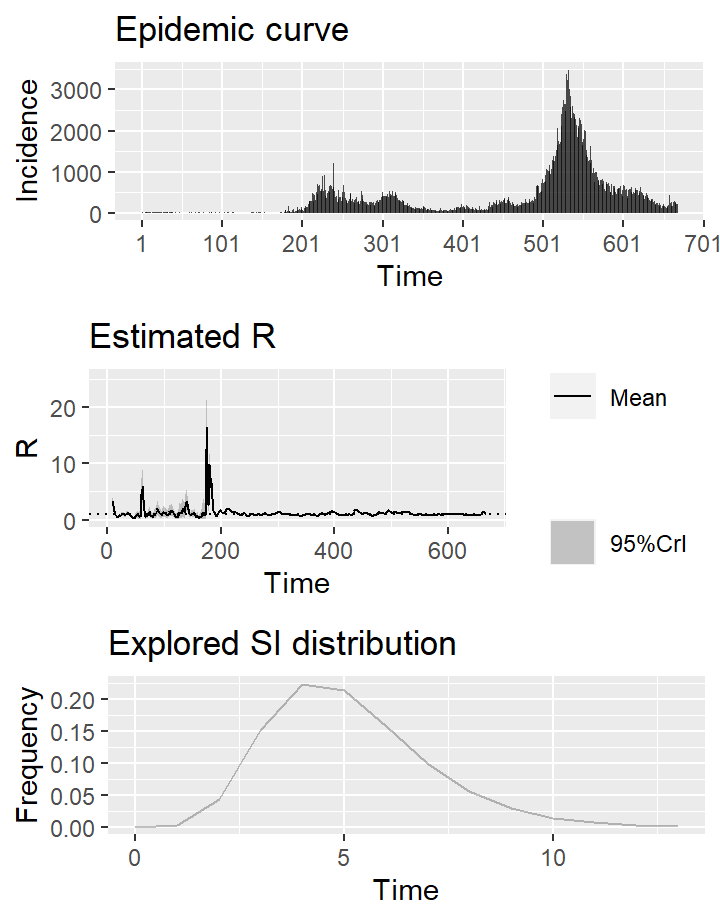 Epidemic curve
Incidence
3000
2000
1000
0
1 101 201 301 401 501 601 701
Time
Estimated R
R
20
10
0
0 200 400 600
Time
Mean
95%CrI
Explored SI distribution
Frequency
0.20
0.15
0.10
0.05
0.00
0 5 10
Time